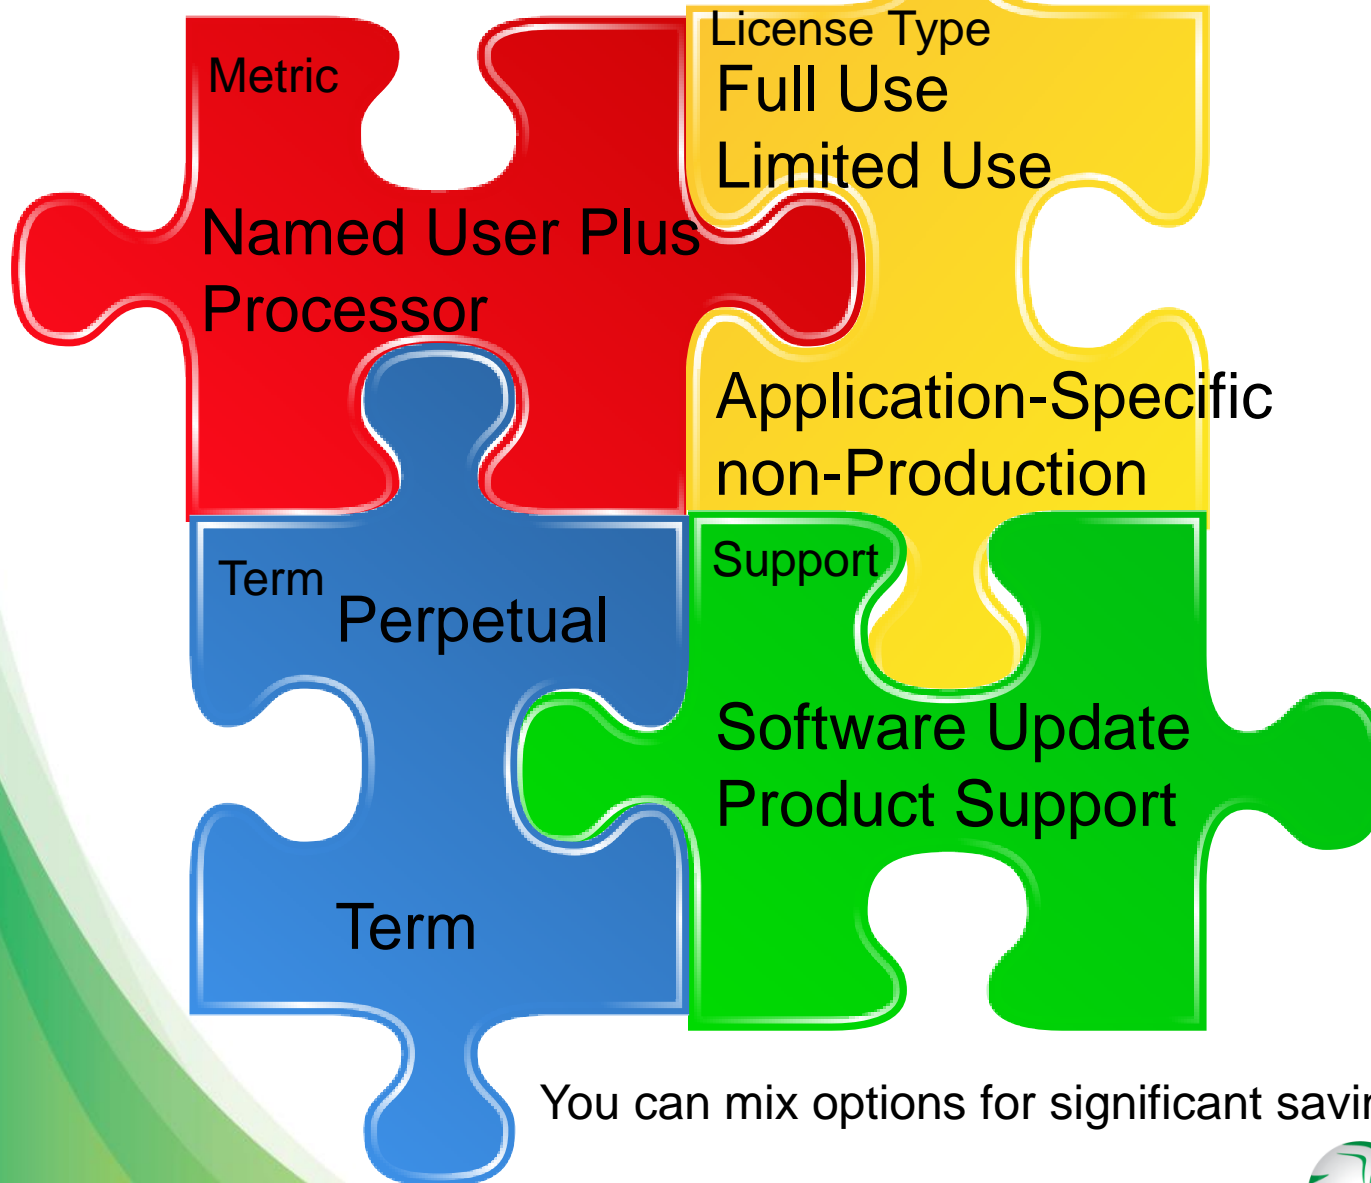 Metric
Named User Plus
Processor
License Type
Full Use
Limited Use
Application-Specific
non-Production
Term
Perpetual
Term
Support
Software Update
Product Support
You can mix options for significant